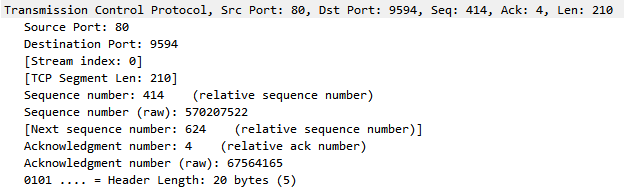 Transmission Control Protocol, Src Port: 80, Dst Port: 9594, Seq: 414, Ack: 4, Len: 210
Source Port: 80
Destination Port: 9594
[Stream index: 0]
[TCP Segment Len: 210]
Sequence number: 414    (relative sequence number)
Sequence number (raw): 570207522
[Next sequence number: 624    (relative sequence number)]
Acknowledgment number: 4    (relative ack number)
Acknowledgment number (raw): 67564165
0101 .... = Header Length: 20 bytes (5)